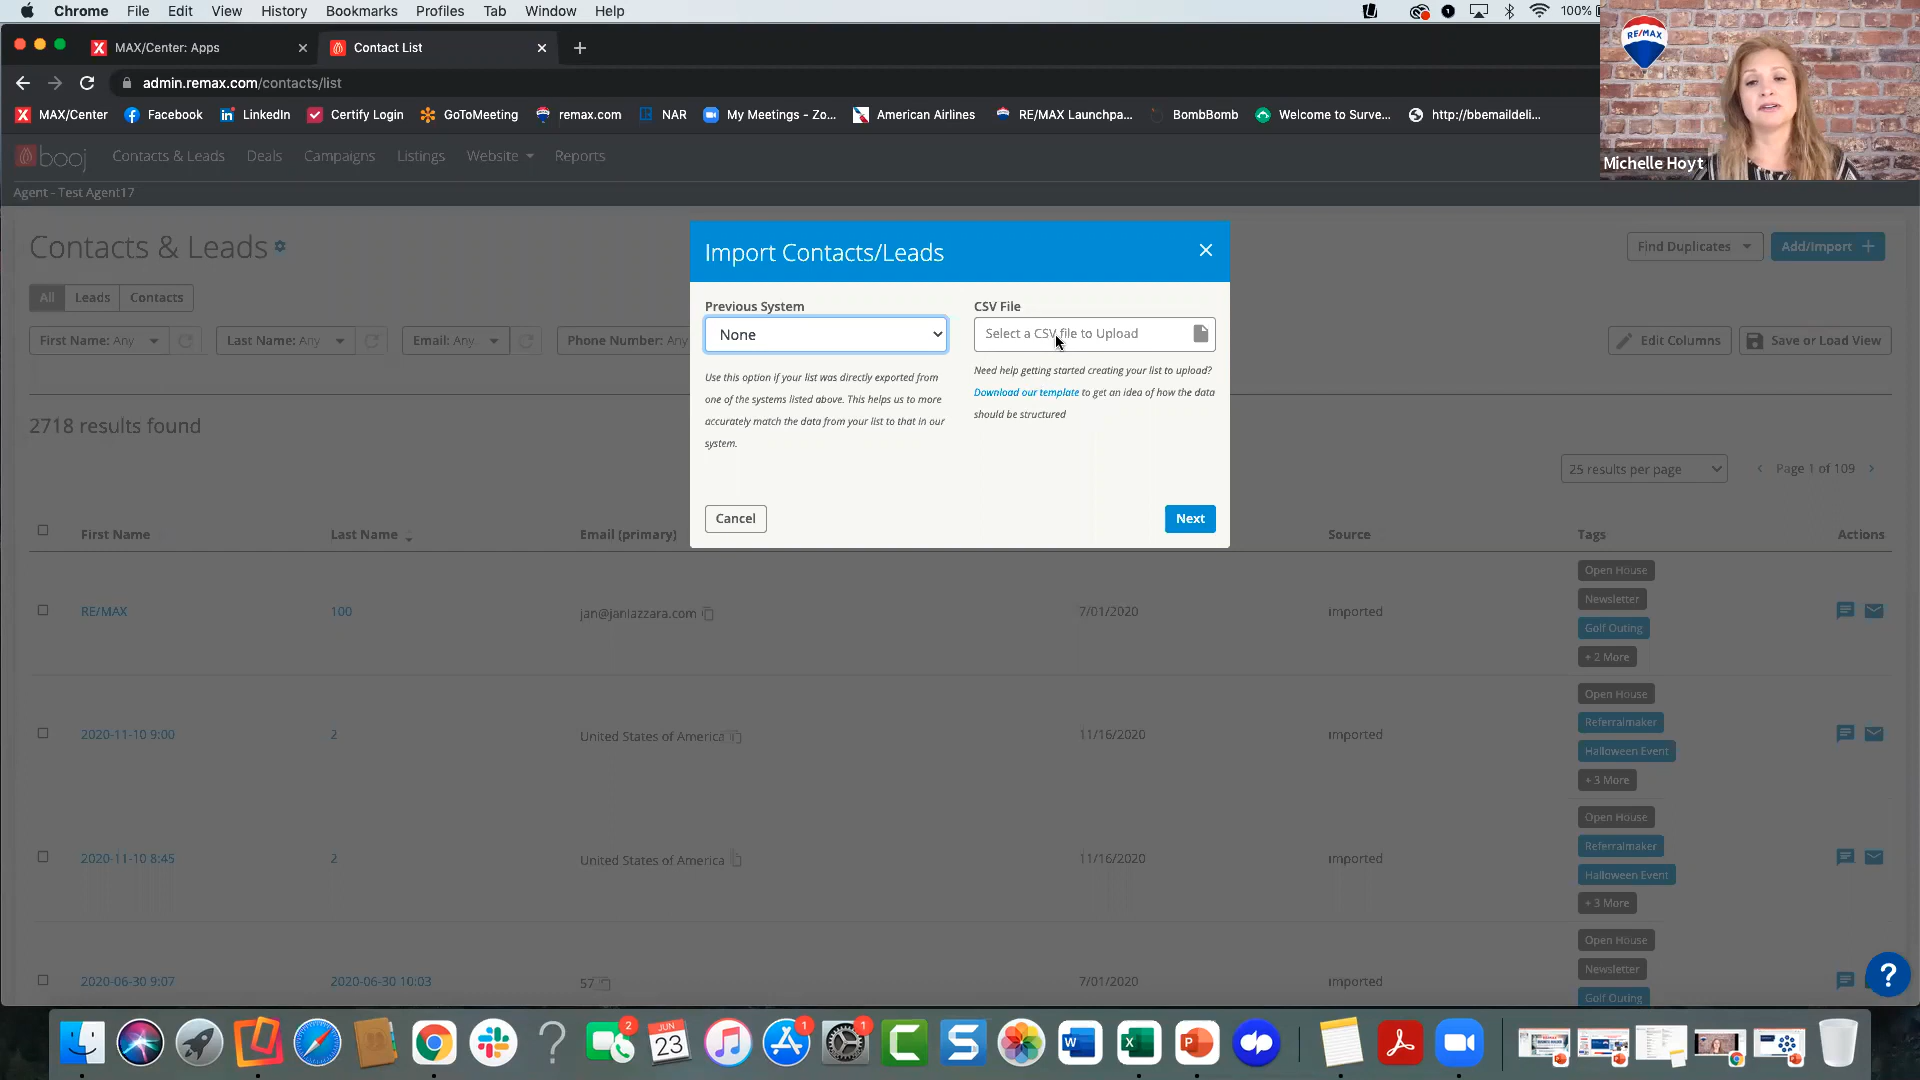 Chrome File Edit View History Bookmarks Profiles Tab Window Help
100%
MAX/Center: Apps
Contact List
admin.remax.com/contacts/list
MAX/Center Facebook LinkedIn Certify Login GoToMeeting remax.com NAR My Meetings - Zo... American Airlines RE/MAX Launchpa... BombBomb Welcome to Surve... http://bbemaildeli...
RE/MAX
Michelle Hoyt
booj Contacts & Leads Deals Campaigns Listings Website Reports
Agent - Test Agent17
Contacts & Leads
Find Duplicates Add/Import +
All Leads Contacts
First Name: Any Last Name: Any Email: Any Phone Number: Any
Edit Columns Save or Load View
Import Contacts/Leads
Previous System
None
Use this option if your list was directly exported from
one of the systems listed above. This helps us to more
accurately match the data from your list to that in our
system.
CSV File
Select a CSV file to Upload
Need help getting started creating your list to upload?
Download our template to get an idea of how the data
should be structured
Cancel Next
2718 results found
25 results per page Page 1 of 109
First Name Last Name Email (primary) Source Tags Actions
RE/MAX 100 jan@janlazzara.com 7/01/2020 imported
Open House
Newsletter
Golf Outing
+ 2 More
2020-11-10 9:00 2 United States of America 11/16/2020 imported
Open House
Referralmaker
Halloween Event
+ 3 More
2020-11-10 8:45 2 United States of America 11/16/2020 imported
Open House
Referralmaker
Halloween Event
+ 3 More
2020-06-30 9:07 2020-06-30 10:03 57 7/01/2020 imported
Open House
Newsletter
Golf Outing
?
2
JUN
23
1
1